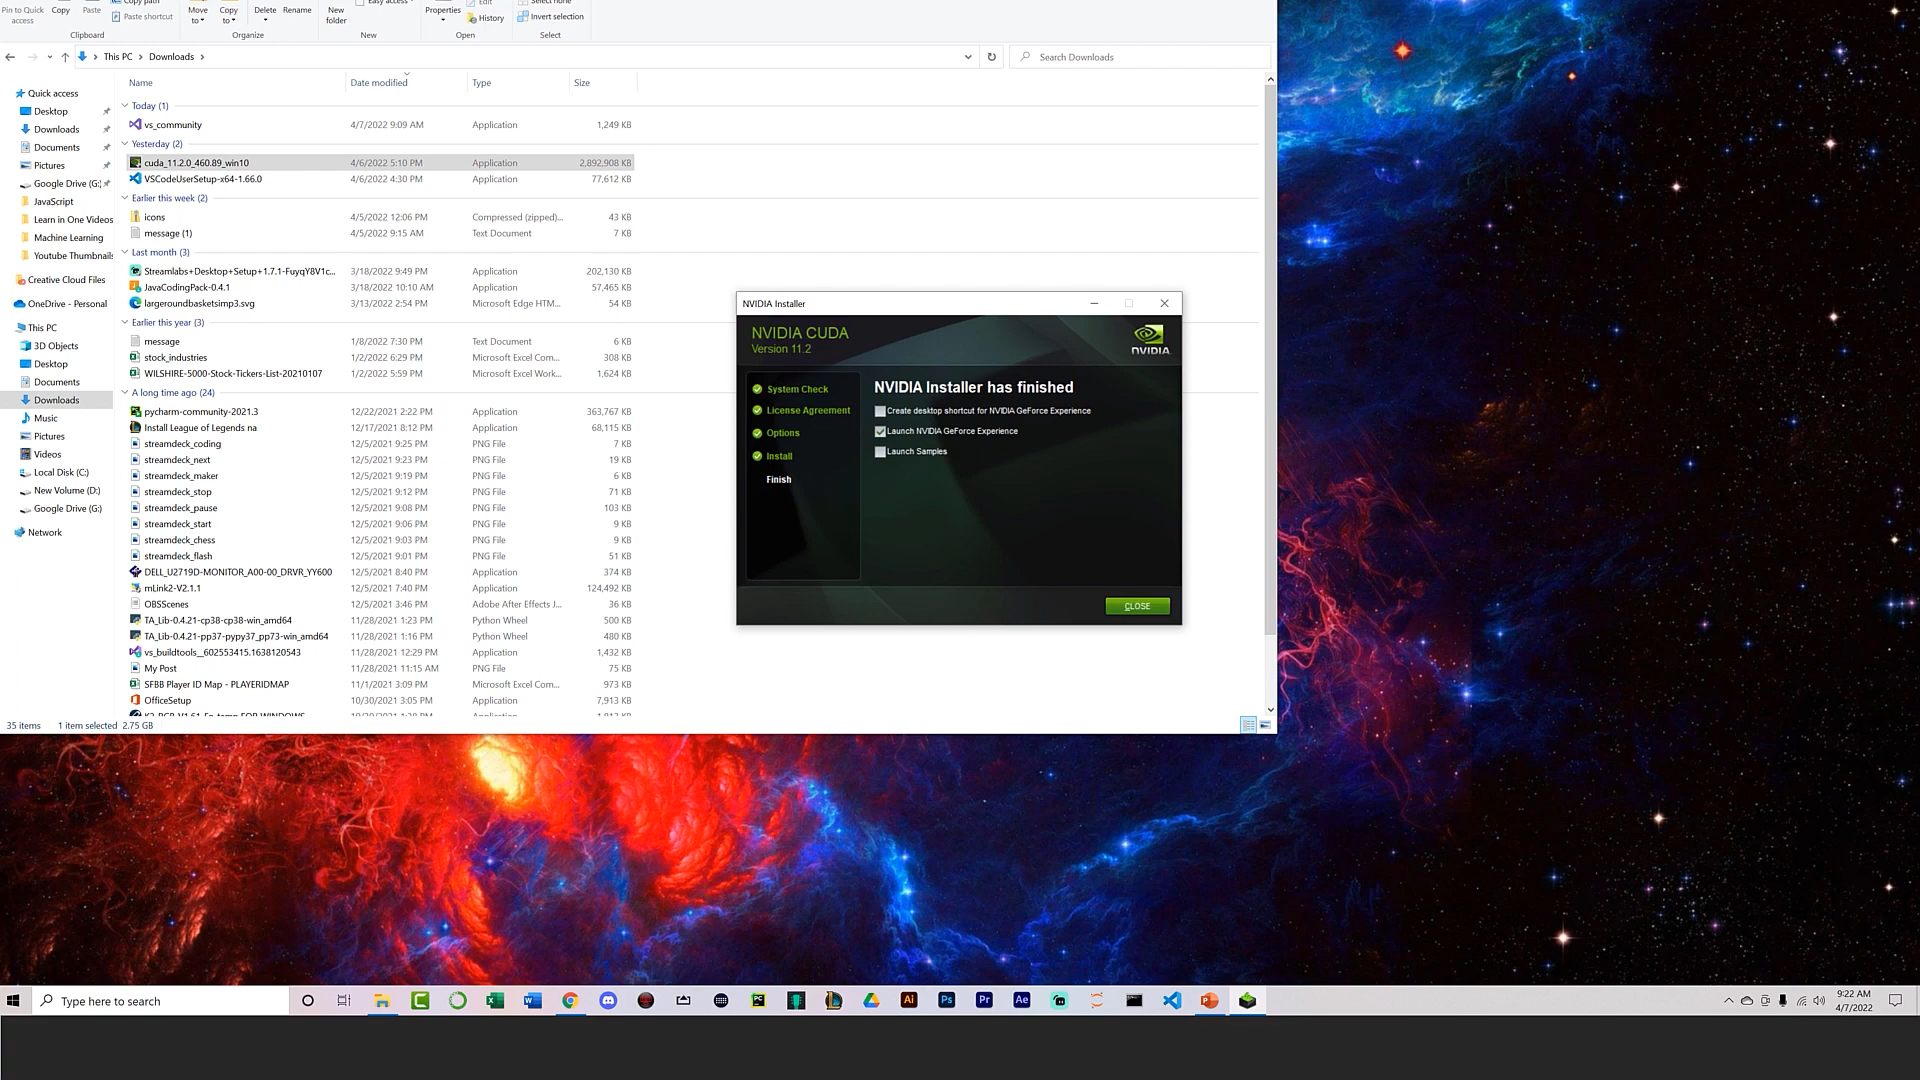 Pin to Quick access
Copy
Paste
Copy path
Paste shortcut
Clipboard
Move to
Copy to
Delete
Rename
Organize
New folder
Easy access
New
Properties
Edit
History
Open
Select none
Invert selection
Select
This PC > Downloads >
Search Downloads
Name Date modified Type Size
Today (1)
vs_community 4/7/2022 9:09 AM Application 1,249 KB
Yesterday (2)
cuda_11.2.0_460.89_win10 4/6/2022 5:10 PM Application 2,892,908 KB
VSCodeUserSetup-x64-1.66.0 4/6/2022 4:30 PM Application 77,612 KB
Earlier this week (2)
icons 4/5/2022 12:06 PM Compressed (zipped)... 43 KB
message (1) 4/5/2022 9:15 AM Text Document 7 KB
Last month (3)
Streamlabs+Desktop+Setup+1.7.1-FuyqY8V1c... 3/18/2022 9:49 PM Application 202,130 KB
JavaCodingPack-0.4.1 3/18/2022 10:10 AM Application 57,465 KB
largeroundbasketsimp3.svg 3/13/2022 2:54 PM Microsoft Edge HTM... 54 KB
Earlier this year (3)
message 1/8/2022 7:30 PM Text Document 6 KB
stock_industries 1/2/2022 6:29 PM Microsoft Excel Com... 308 KB
WILSHIRE-5000-Stock-Tickers-List-20210107 1/2/2022 5:59 PM Microsoft Excel Work... 1,624 KB
A long time ago (24)
pycharm-community-2021.3 12/22/2021 2:22 PM Application 363,767 KB
Install League of Legends na 12/17/2021 8:12 PM Application 68,115 KB
streamdeck_coding 12/5/2021 9:25 PM PNG File 7 KB
streamdeck_next 12/5/2021 9:23 PM PNG File 19 KB
streamdeck_maker 12/5/2021 9:19 PM PNG File 6 KB
streamdeck_stop 12/5/2021 9:12 PM PNG File 71 KB
streamdeck_pause 12/5/2021 9:08 PM PNG File 103 KB
streamdeck_start 12/5/2021 9:06 PM PNG File 9 KB
streamdeck_chess 12/5/2021 9:03 PM PNG File 9 KB
streamdeck_flash 12/5/2021 9:01 PM PNG File 51 KB
DELL_U2719D-MONITOR_A00-00_DRVR_YY600 12/5/2021 8:40 PM Application 374 KB
mLink2-V2.1.1 12/5/2021 7:40 PM Application 124,492 KB
OBSScenes 12/5/2021 3:46 PM Adobe After Effects J... 36 KB
TA_Lib-0.4.21-cp38-cp38-win_amd64 11/28/2021 1:23 PM Python Wheel 500 KB
TA_Lib-0.4.21-pp37-pypy37_pp73-win_amd64 11/28/2021 1:16 PM Python Wheel 480 KB
vs_buildtools__602553415.1638120543 11/28/2021 12:29 PM Application 1,432 KB
My Post 11/28/2021 11:15 AM PNG File 75 KB
SFBB Player ID Map - PLAYERIDMAP 11/1/2021 3:09 PM Microsoft Excel Com... 973 KB
OfficeSetup 10/30/2021 3:05 PM Application 7,913 KB
Quick access
Desktop
Downloads
Documents
Pictures
Google Drive (G:
JavaScript
Learn in One Videos
Machine Learning
Youtube Thumbnails
Creative Cloud Files
OneDrive - Personal
This PC
3D Objects
Desktop
Documents
Downloads
Music
Pictures
Videos
Local Disk (C:)
New Volume (D:)
Google Drive (G:)
Network
35 items 1 item selected 2.75 GB
NVIDIA Installer
NVIDIA CUDA
Version 11.2
NVIDIA.
System Check
License Agreement
Options
Install
Finish
NVIDIA Installer has finished
Create desktop shortcut for NVIDIA GeForce Experience
Launch NVIDIA GeForce Experience
Launch Samples
CLOSE
Type here to search
PC
Ai
Ps
Pr
Ae
9:22 AM
4/7/2022